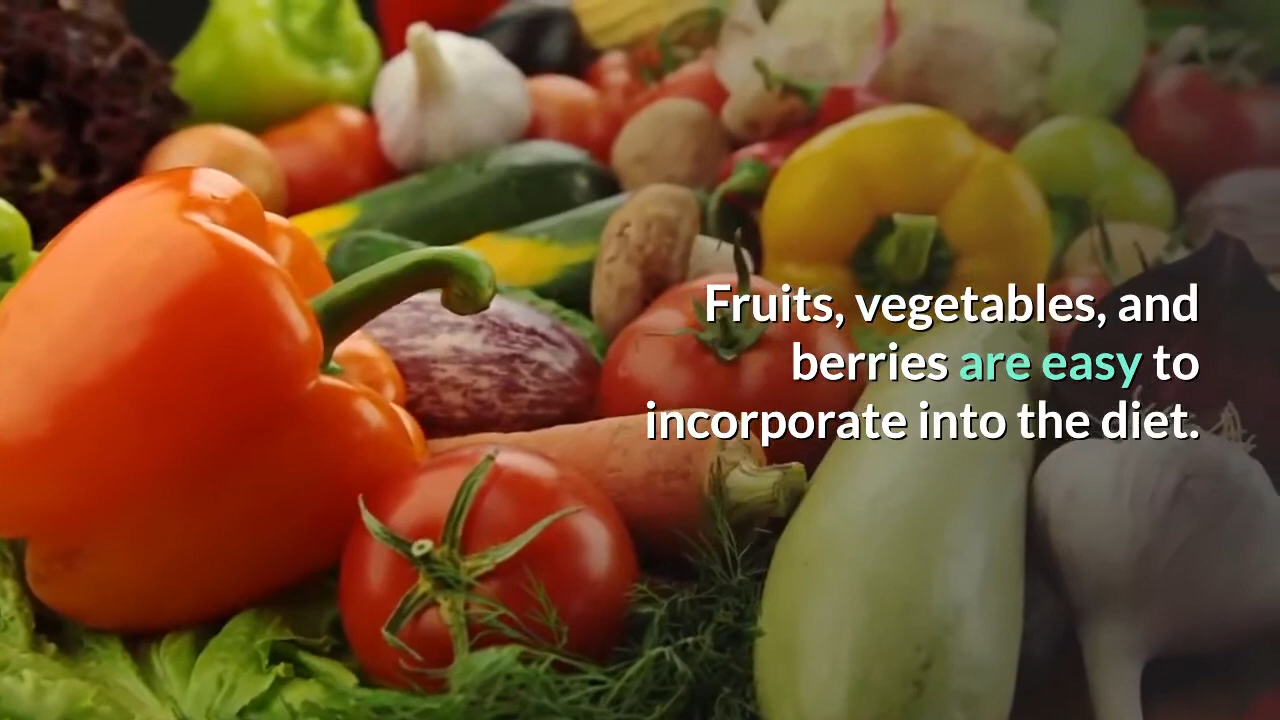 Fruits, vegetables, and
berries are easy to
incorporate into the diet.